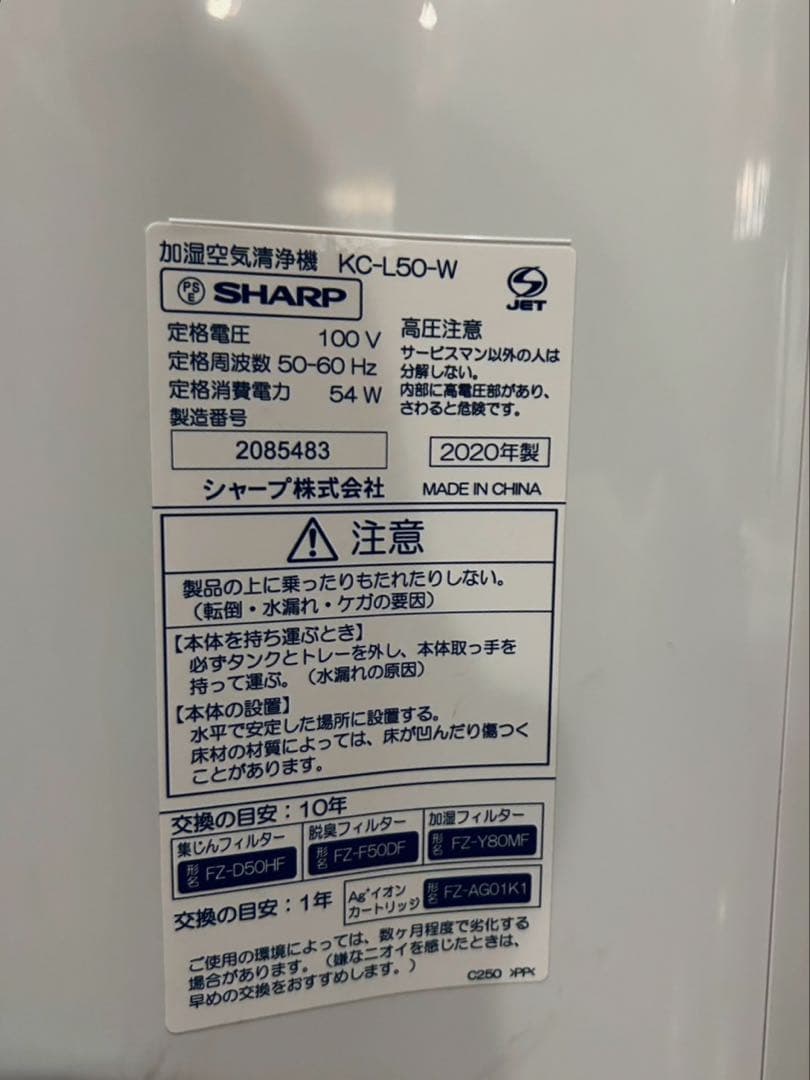 加湿空気清浄機 KC-L50-W
PS E SHARP
JET
定格電圧 100 V
定格周波数 50-60 Hz
定格消費電力 54 W
製造番号
2085483
高圧注意
サービスマン以外の人は
分解しない。
内部に高電圧部があり、
さわると危険です。
2020年製
シャープ株式会社 MADE IN CHINA
注意
製品の上に乗ったりもたれたりしない。
(転倒・水漏れ・ケガの要因)
【本体を持ち運ぶとき】
必ずタンクとトレーを外し、本体取っ手を
持って運ぶ。(水漏れの原因)
【本体の設置】
水平で安定した場所に設置する。
床材の材質によっては、床が凹んだり傷つく
ことがあります。
交換の目安:10年
集じんフィルター
形名 FZ-D50HF
脱臭フィルター
形名 FZ-F50DF
加湿フィルター
形名 FZ-Y80MF
交換の目安:1年
Ag⁺イオン
カートリッジ
形名 FZ-AG01K1
ご使用の環境によっては、数ヶ月程度で劣化する
場合があります。(嫌なニオイを感じたときは、
早めの交換をおすすめします。)
C250 >PP<